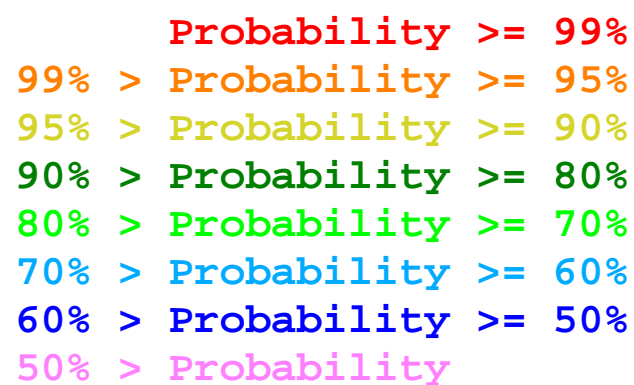 Probability >= 99%
99% > Probability >= 95%
95% > Probability >= 90%
90% > Probability >= 80%
80% > Probability >= 70%
70% > Probability >= 60%
60% > Probability >= 50%
50% > Probability